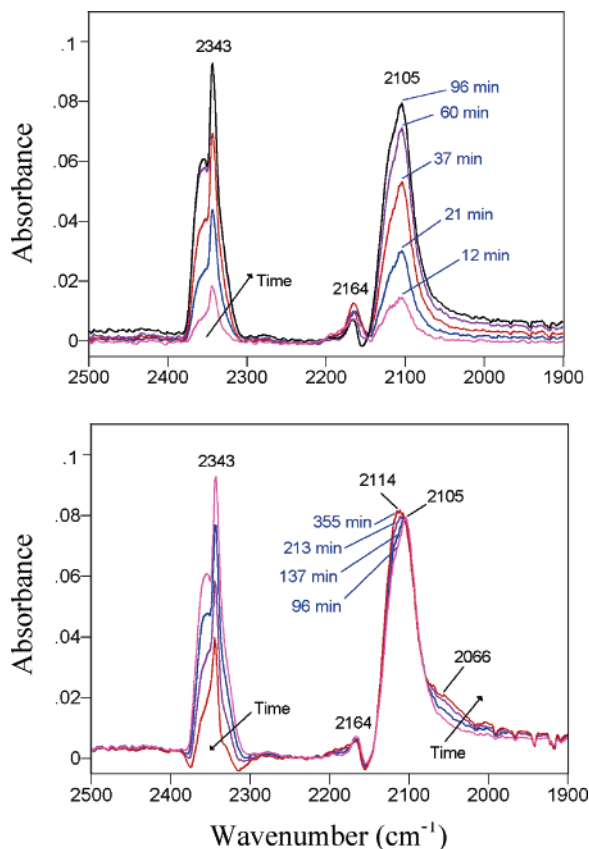 .1
2343
.08
2105
96 min
60 min
.06
37 min
Absorbance
.04
21 min
.02
Time
2164
12 min
0
2500 2400 2300 2200 2100 2000 1900
.1
2343
2114
2105
.08
355 min
213 min
137 min
.06
96 min
Absorbance
.04
2066
.02
Time
2164
Time
0
2500 2400 2300 2200 2100 2000 1900
Wavenumber (cm⁻¹)